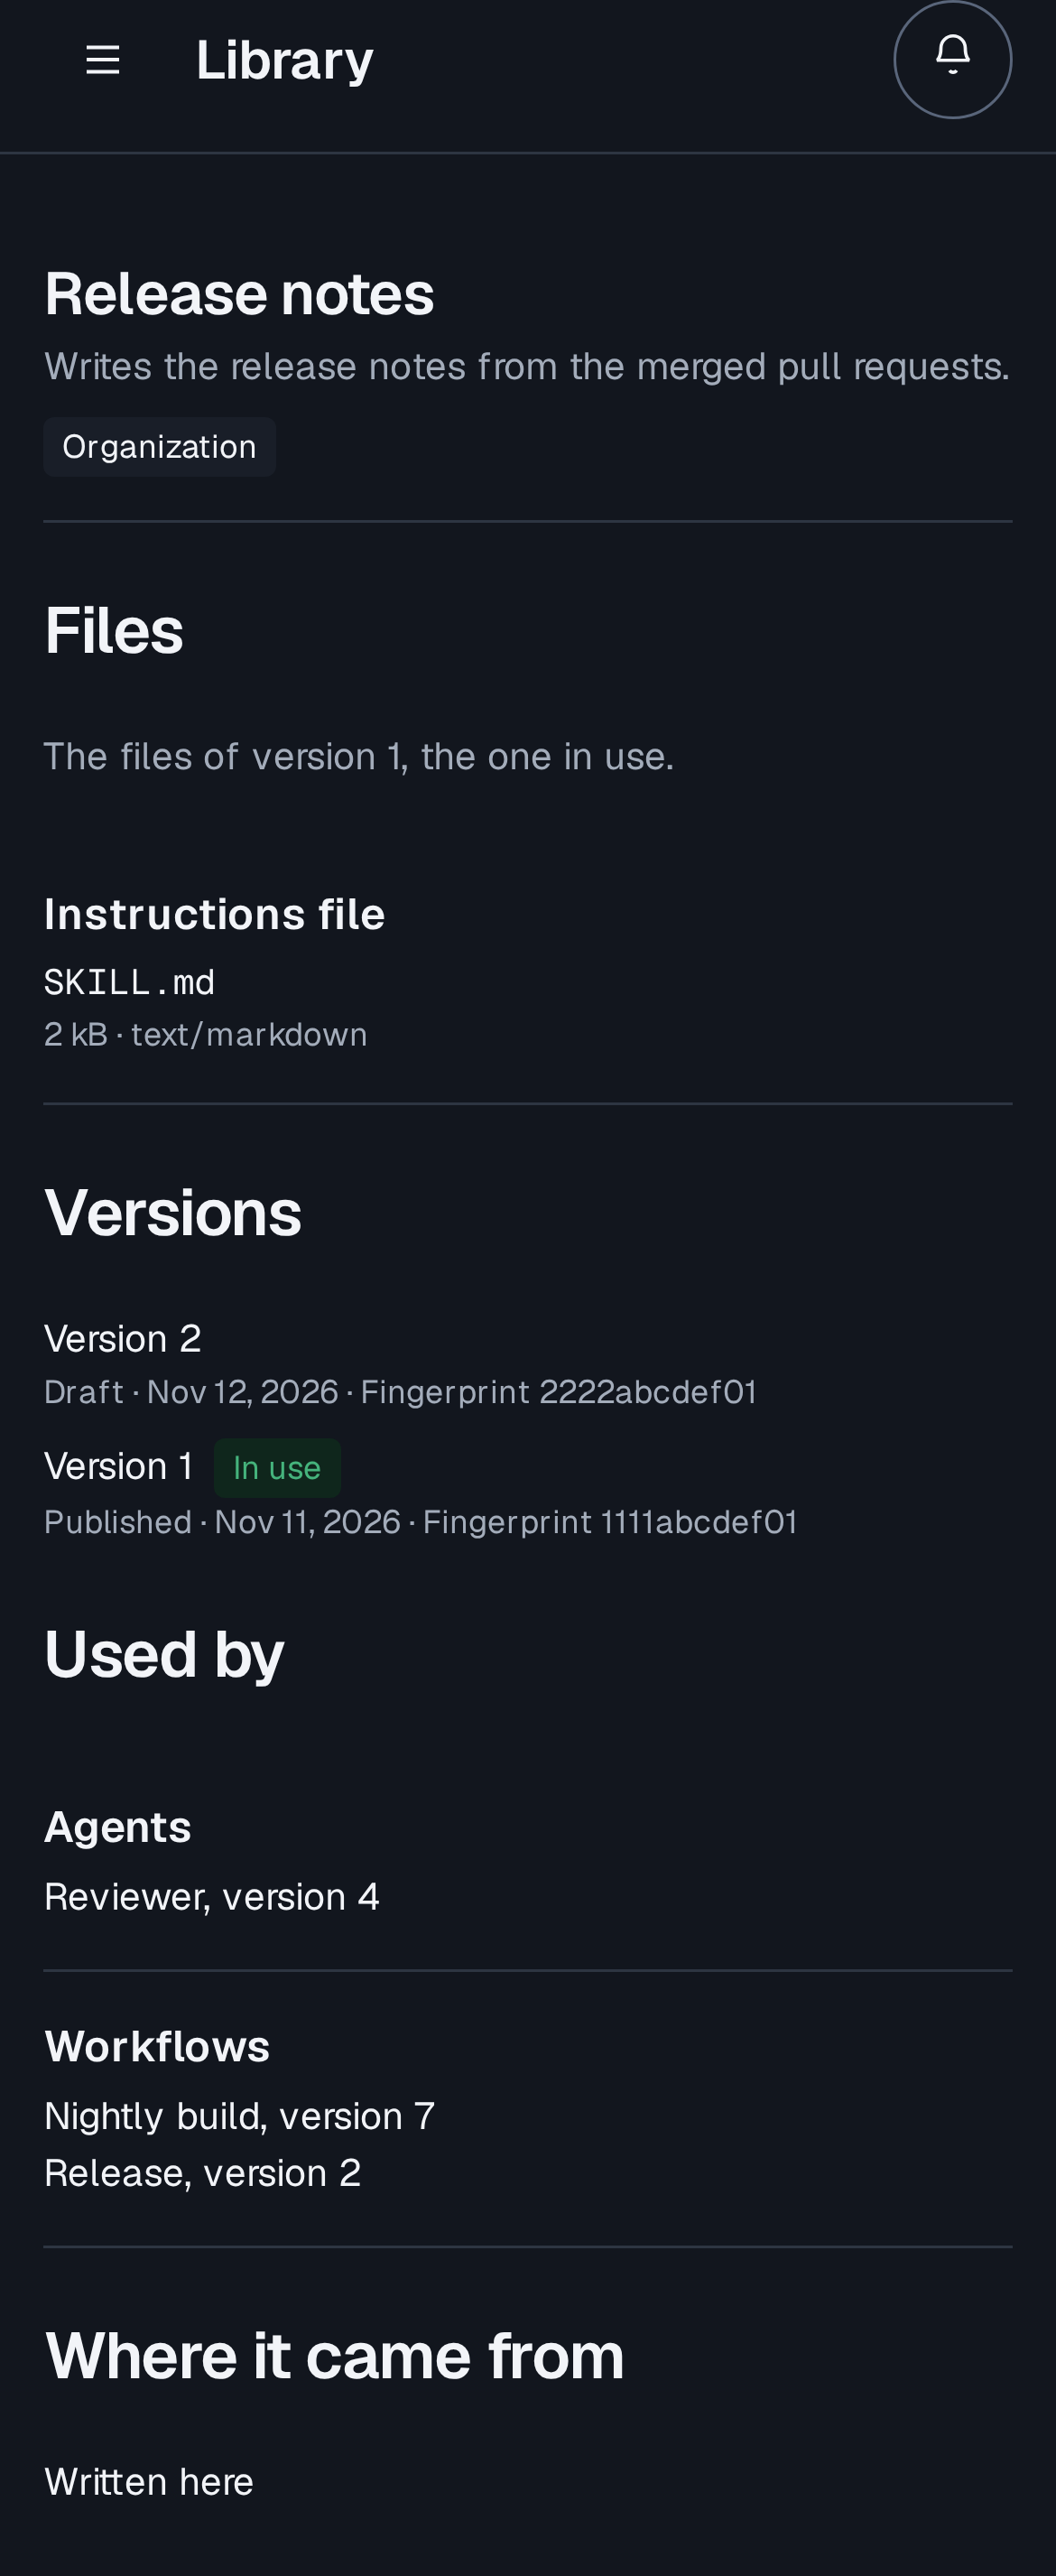 Library
Release notes
Writes the release notes from the merged pull requests.
Organization
Files
The files of version 1, the one in use.
Instructions file
SKILL.md
2 kB · text/markdown
Versions
Version 2
Draft · Nov 12, 2026 · Fingerprint 2222abcdef01
Version 1 In use
Published · Nov 11, 2026 · Fingerprint 1111abcdef01
Used by
Agents
Reviewer, version 4
Workflows
Nightly build, version 7
Release, version 2
Where it came from
Written here